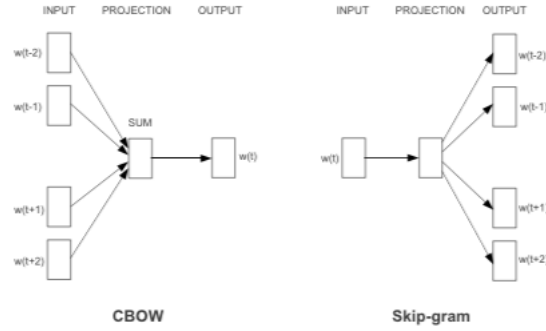 INPUT PROJECTION OUTPUT
w(t-2)
w(t-1)
SUM
w(t)
w(t+1)
w(t+2)
CBOW
INPUT PROJECTION OUTPUT
w(t-2)
w(t-1)
w(t)
w(t+1)
w(t+2)
Skip-gram